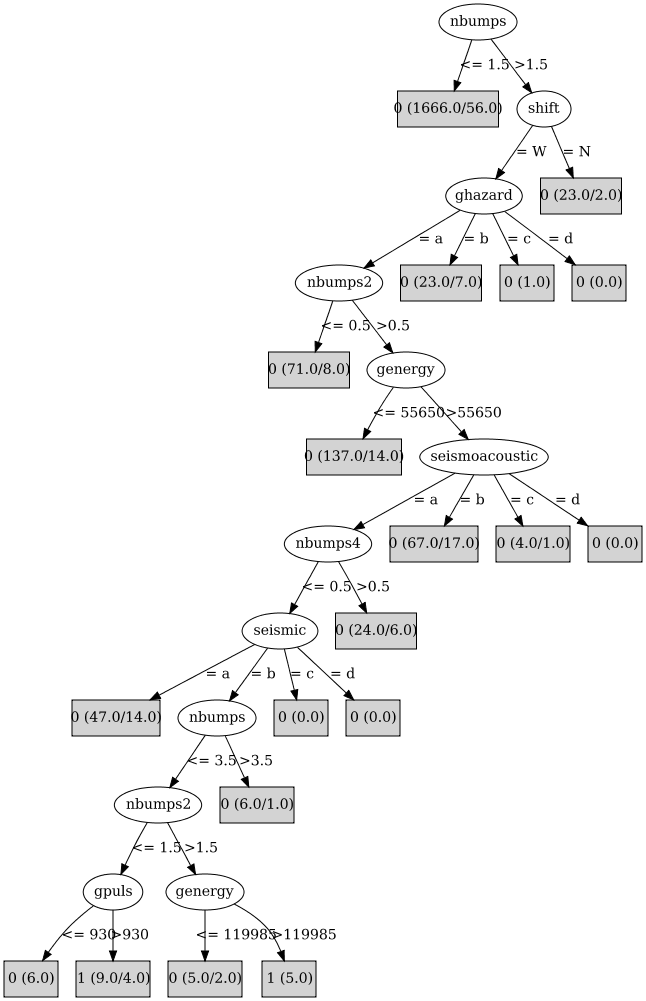 nbumps
<= 1.5 >1.5
0 (1666.0/56.0)
shift
= W = N
ghazard
0 (23.0/2.0)
= a = b = c = d
nbumps2
0 (23.0/7.0)
0 (1.0)
0 (0.0)
<= 0.5 >0.5
0 (71.0/8.0)
genergy
<= 55650 >55650
0 (137.0/14.0)
seismoacoustic
= a = b = c = d
nbumps4
0 (67.0/17.0)
0 (4.0/1.0)
0 (0.0)
<= 0.5 >0.5
seismic
0 (24.0/6.0)
= a = b = c = d
0 (47.0/14.0)
nbumps
0 (0.0)
0 (0.0)
<= 3.5 >3.5
nbumps2
0 (6.0/1.0)
<= 1.5 >1.5
gpuls
genergy
<= 930 >930
<= 119985 >119985
0 (6.0)
1 (9.0/4.0)
0 (5.0/2.0)
1 (5.0)